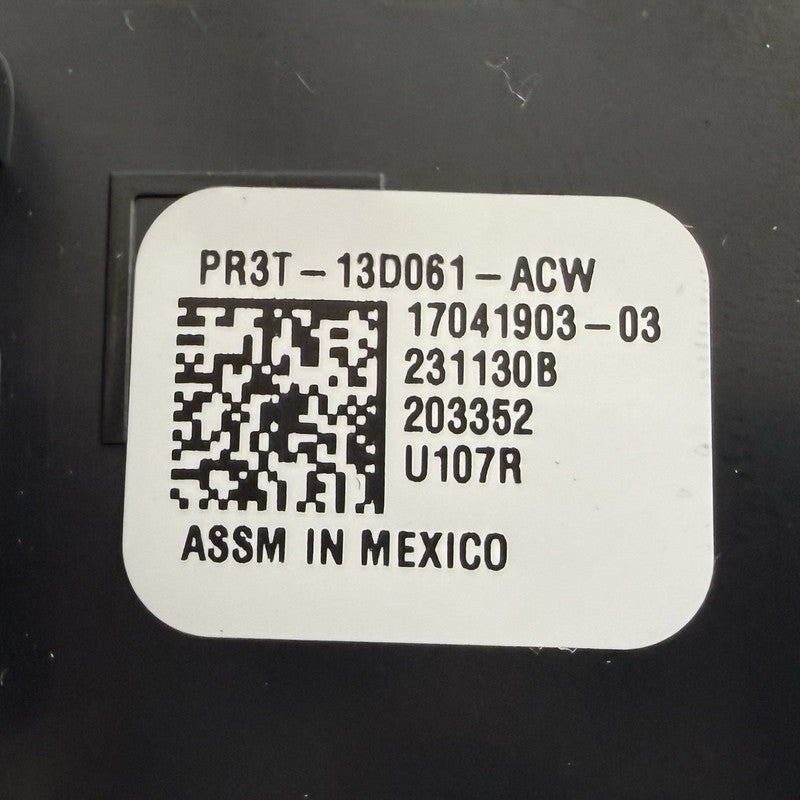 PR3T-13D061-ACW
17041903-03
231130B
203352
U107R
ASSM IN MEXICO